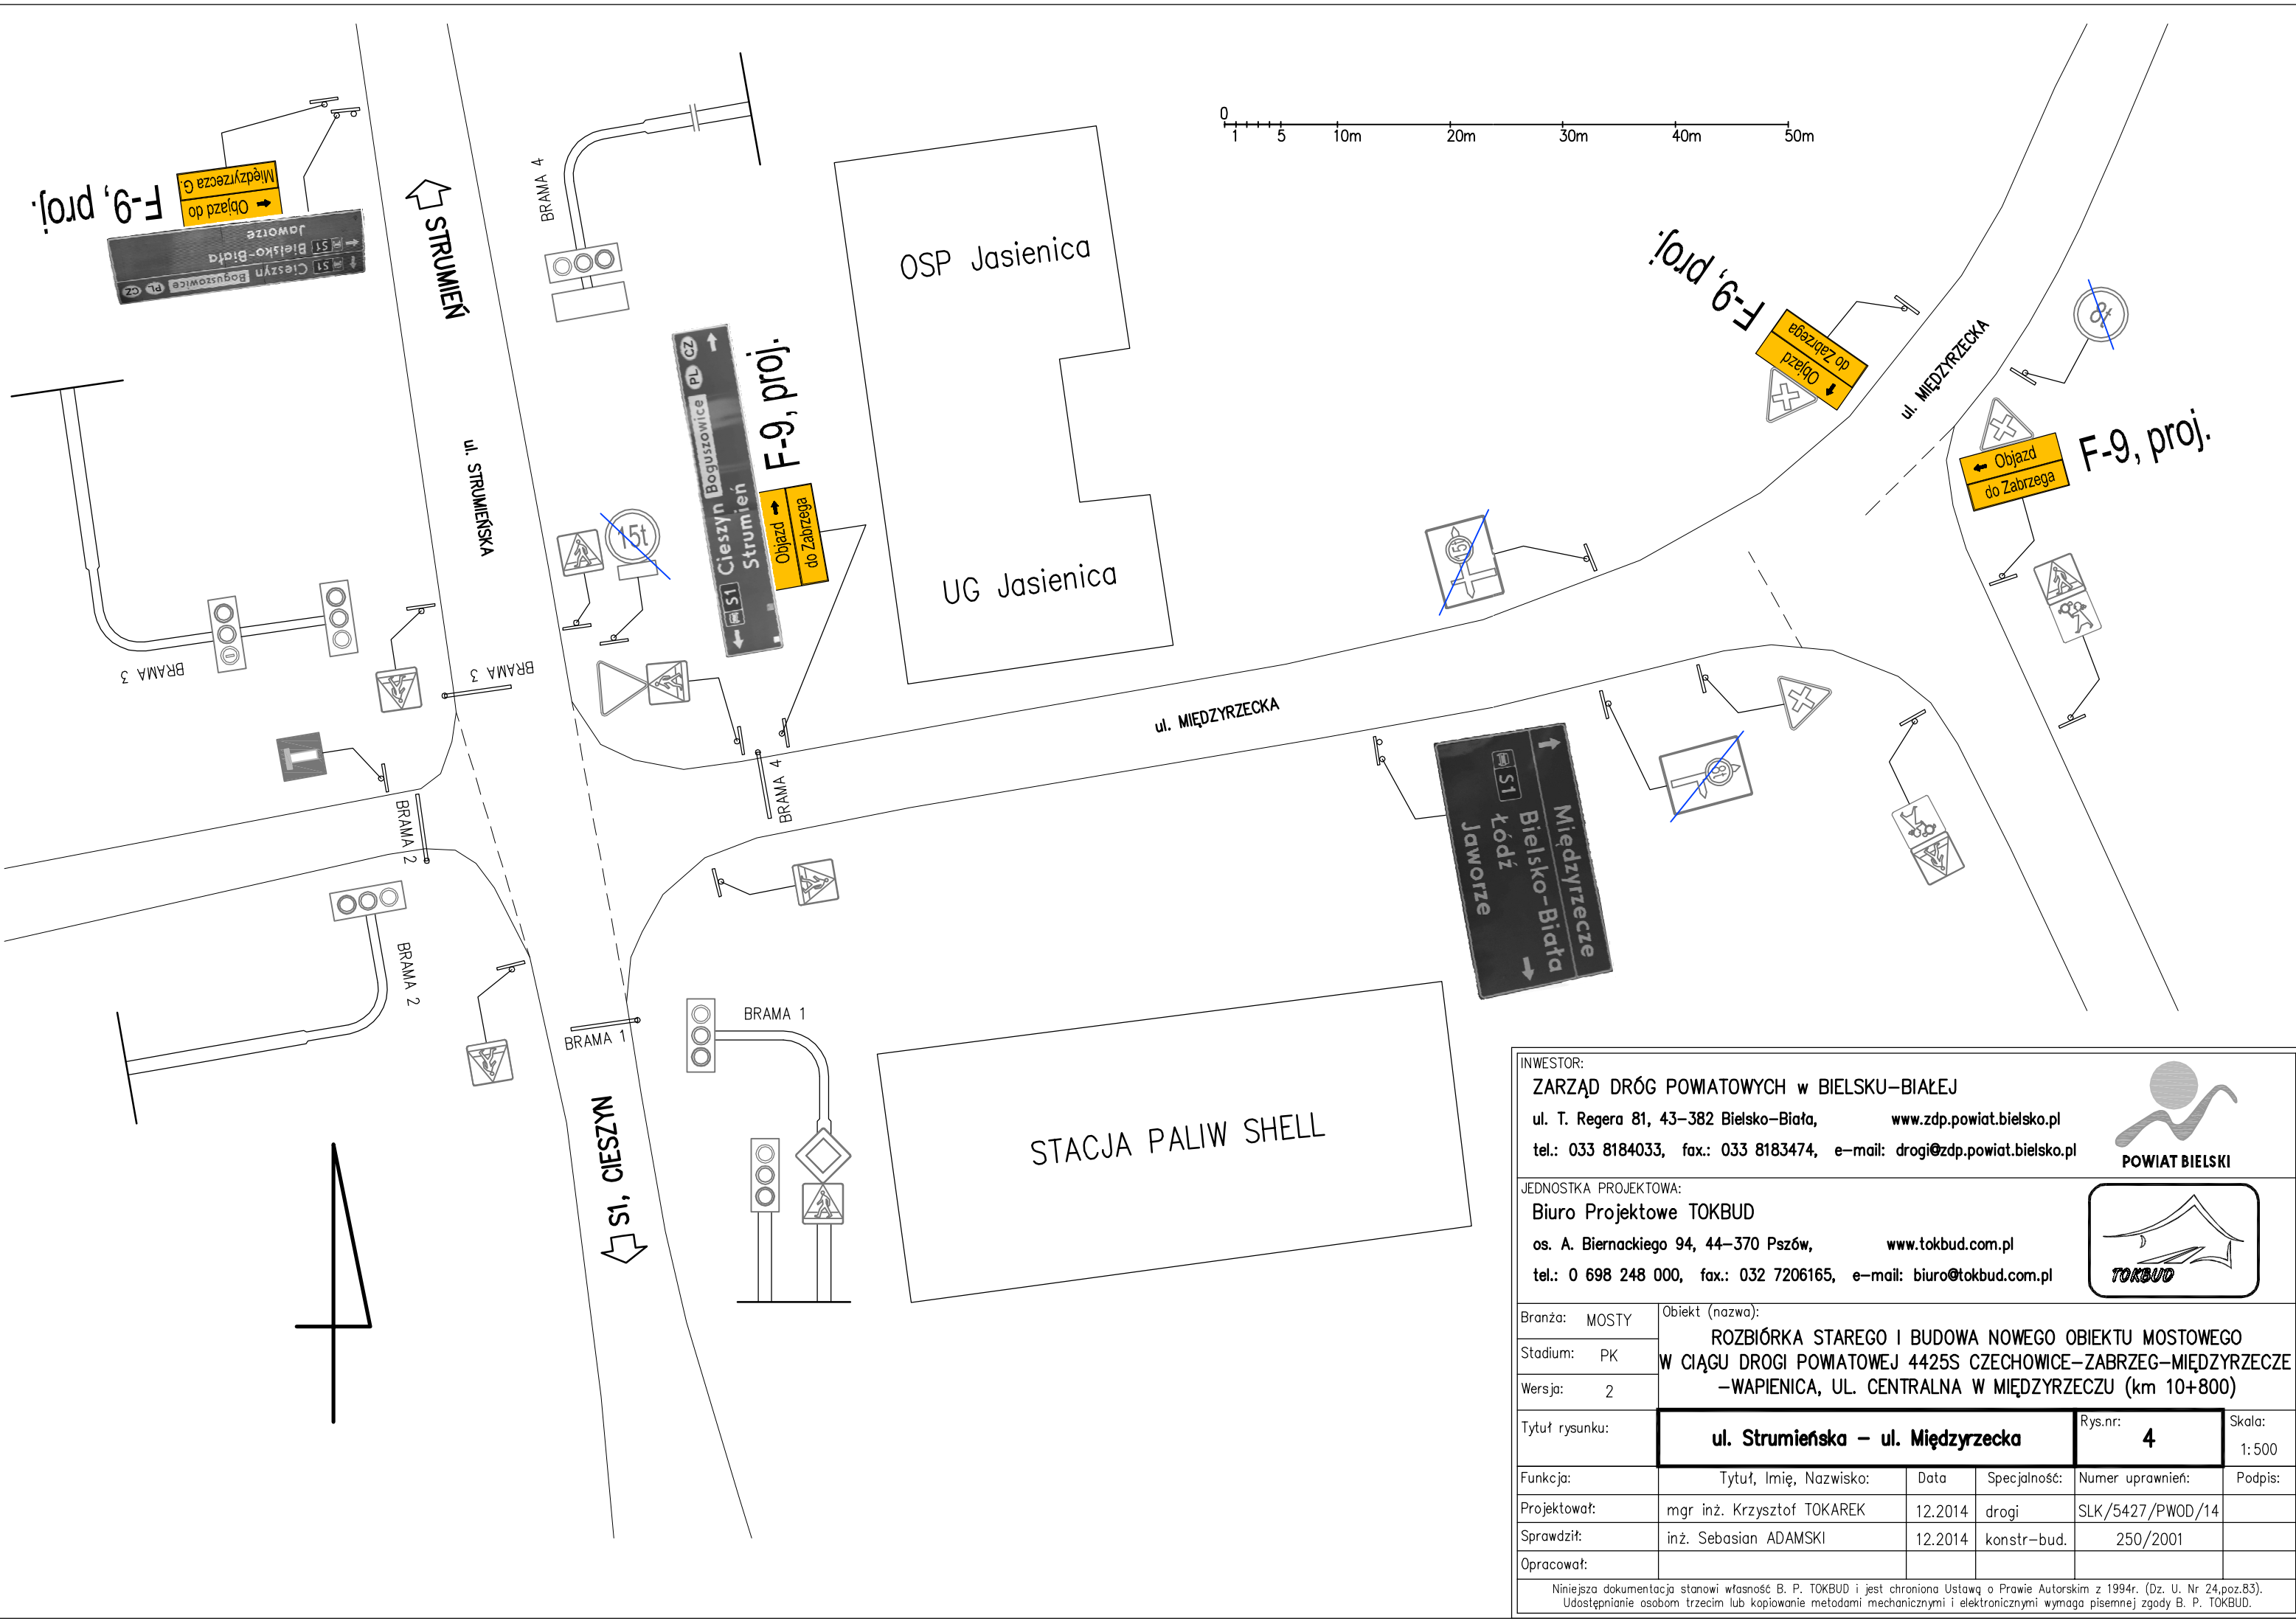 0
1 5 10m 20m 30m 40m 50m
F-9, proj.
Objazd do
Międzyrzecza G.
Cieszyn Boguszowice PL CZ
S1 Bielsko-Biała
Jaworze
STRUMIEŃ
BRAMA 4
OSP Jasienica
UG Jasienica
F-9, proj.
Objazd
do Zabrzega
8t
ul. MIĘDZYRZECKA
Objazd
do Zabrzega
F-9, proj.
ul. STRUMIEŃSKA
15t
S1 Cieszyn Boguszowice PL CZ
Strumień
F-9, proj.
Objazd
do Zabrzega
15t
BRAMA 3
BRAMA 3
ul. MIĘDZYRZECKA
BRAMA 4
BRAMA 2
BRAMA 2
8t
Międzyrzecze
S1 Bielsko-Biała
Łódź
Jaworze
BRAMA 1
BRAMA 1
STACJA PALIW SHELL
S1, CIESZYN
INWESTOR:
ZARZĄD DRÓG POWIATOWYCH w BIELSKU-BIAŁEJ
ul. T. Regera 81, 43-382 Bielsko-Biała, www.zdp.powiat.bielsko.pl
tel.: 033 8184033, fax.: 033 8183474, e-mail: drogi@zdp.powiat.bielsko.pl
POWIAT BIELSKI
JEDNOSTKA PROJEKTOWA:
Biuro Projektowe TOKBUD
os. A. Biernackiego 94, 44-370 Pszów, www.tokbud.com.pl
tel.: 0 698 248 000, fax.: 032 7206165, e-mail: biuro@tokbud.com.pl
TOKBUD
Branża: MOSTY
Stadium: PK
Wersja: 2
Obiekt (nazwa):
ROZBIÓRKA STAREGO I BUDOWA NOWEGO OBIEKTU MOSTOWEGO
W CIĄGU DROGI POWIATOWEJ 4425S CZECHOWICE-ZABRZEG-MIĘDZYRZECZE
-WAPIENICA, UL. CENTRALNA W MIĘDZYRZECZU (km 10+800)
Tytuł rysunku: ul. Strumieńska - ul. Międzyrzecka Rys.nr: 4 Skala: 1:500
Funkcja: Tytuł, Imię, Nazwisko: Data Specjalność: Numer uprawnień: Podpis:
Projektował: mgr inż. Krzysztof TOKAREK 12.2014 drogi SLK/5427/PWOD/14
Sprawdził: inż. Sebasian ADAMSKI 12.2014 konstr-bud. 250/2001
Opracował:
Niniejsza dokumentacja stanowi własność B. P. TOKBUD i jest chroniona Ustawą o Prawie Autorskim z 1994r. (Dz. U. Nr 24,poz.83).
Udostępnianie osobom trzecim lub kopiowanie metodami mechanicznymi i elektronicznymi wymaga pisemnej zgody B. P. TOKBUD.